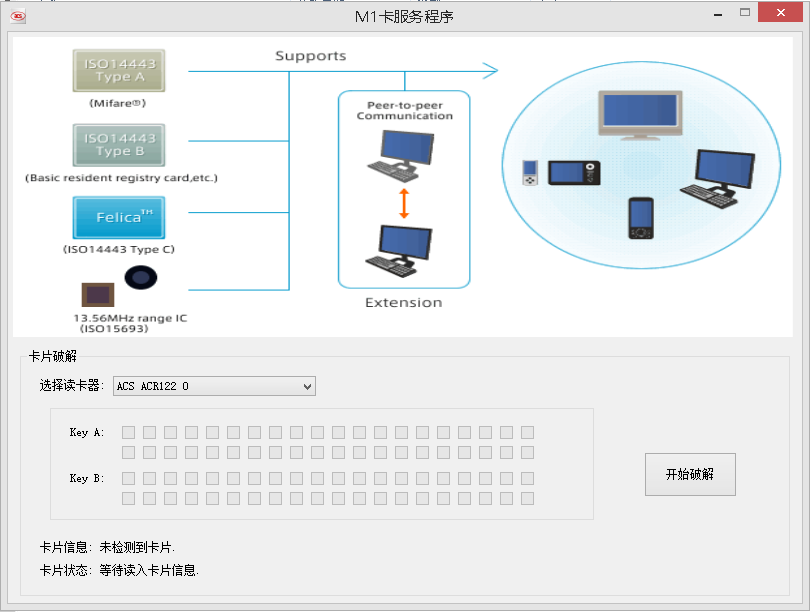 M1卡服务程序
ISO14443
Type A
(Mifare®)
Supports
Peer-to-peer
Communication
ISO14443
Type B
(Basic resident registry card,etc.)
Felica™
(ISO14443 Type C)
Extension
13.56MHz range IC
(ISO15693)
卡片破解
选择读卡器: ACS ACR122 0
Key A:
Key B:
开始破解
卡片信息: 未检测到卡片.
卡片状态: 等待读入卡片信息.